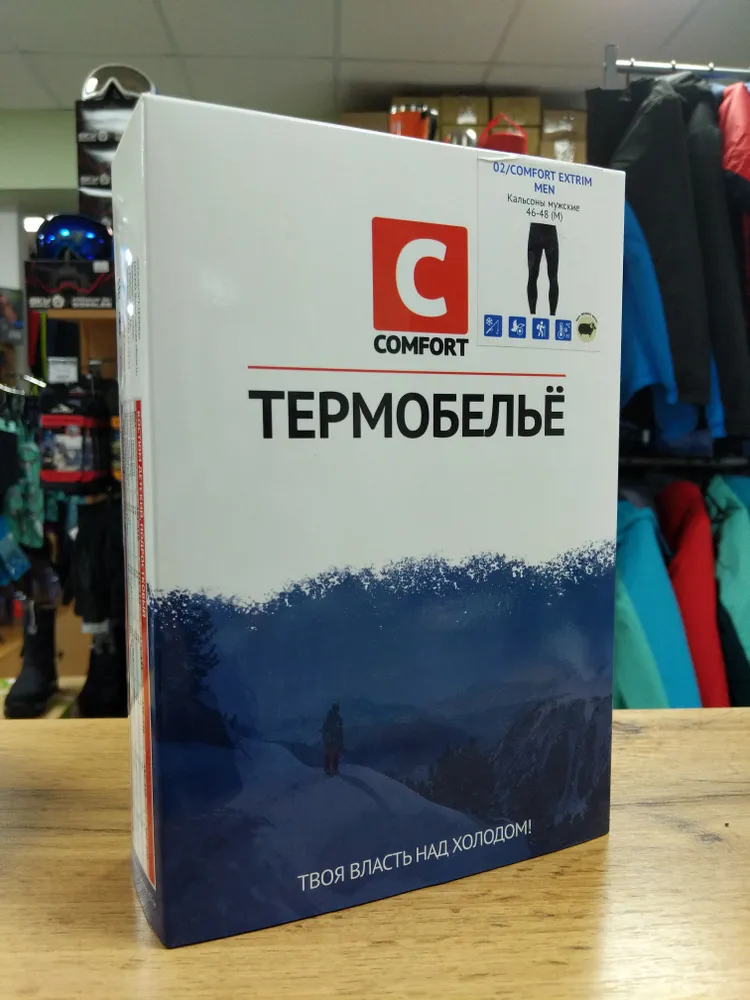 02/COMFORT EXTRIM
MEN
Кальсоны мужские
46-48 (M)
C
COMFORT
ТЕРМОБЕЛЬЁ
ТВОЯ ВЛАСТЬ НАД ХОЛОДОМ!